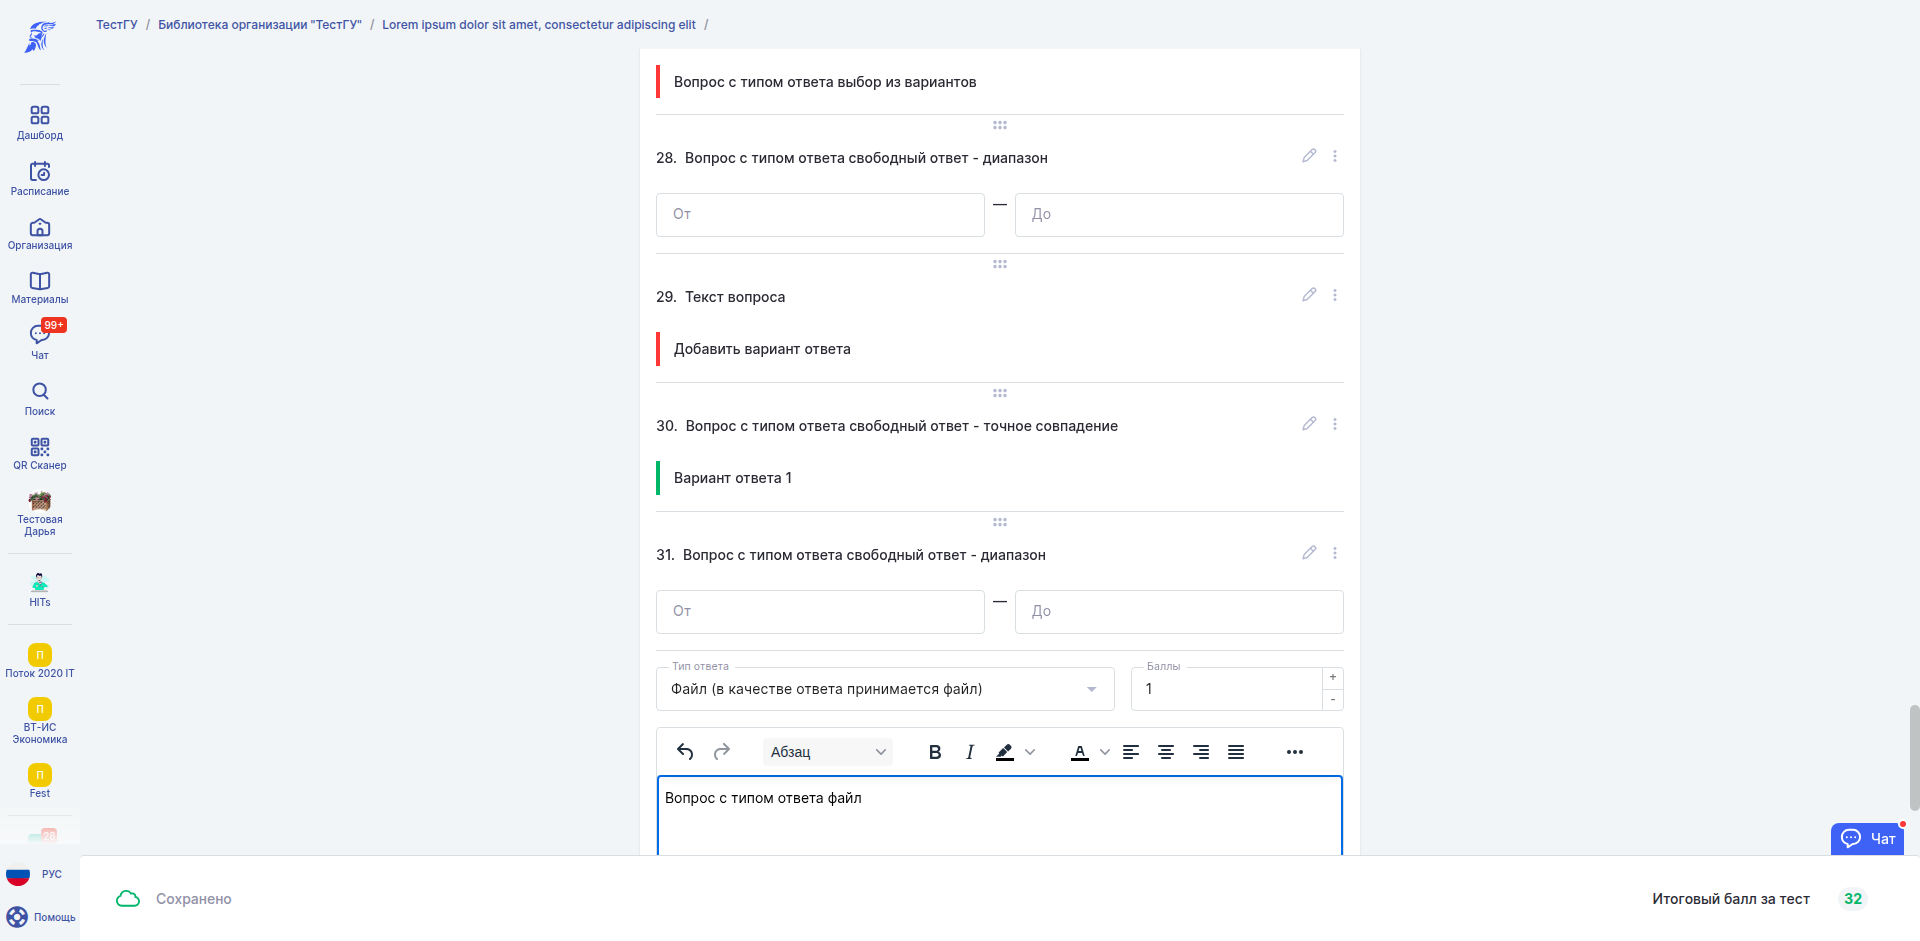 ТестГУ / Библиотека организации "ТестГУ" / Lorem ipsum dolor sit amet, consectetur adipiscing elit /
Дашборд
Расписание
Организация
Материалы
99+
Чат
Поиск
QR Сканер
Тестовая
Дарья
HITs
П
Поток 2020 IT
П
ВТ-ИС
Экономика
П
Fest
28
РУС
Помощь
Вопрос с типом ответа выбор из вариантов
28. Вопрос с типом ответа свободный ответ - диапазон
От — До
29. Текст вопроса
Добавить вариант ответа
30. Вопрос с типом ответа свободный ответ - точное совпадение
Вариант ответа 1
31. Вопрос с типом ответа свободный ответ - диапазон
От — До
Тип ответа
Файл (в качестве ответа принимается файл)
Баллы
1
+
-
Абзац B I A
Вопрос с типом ответа файл
Чат
Сохранено
Итоговый балл за тест 32